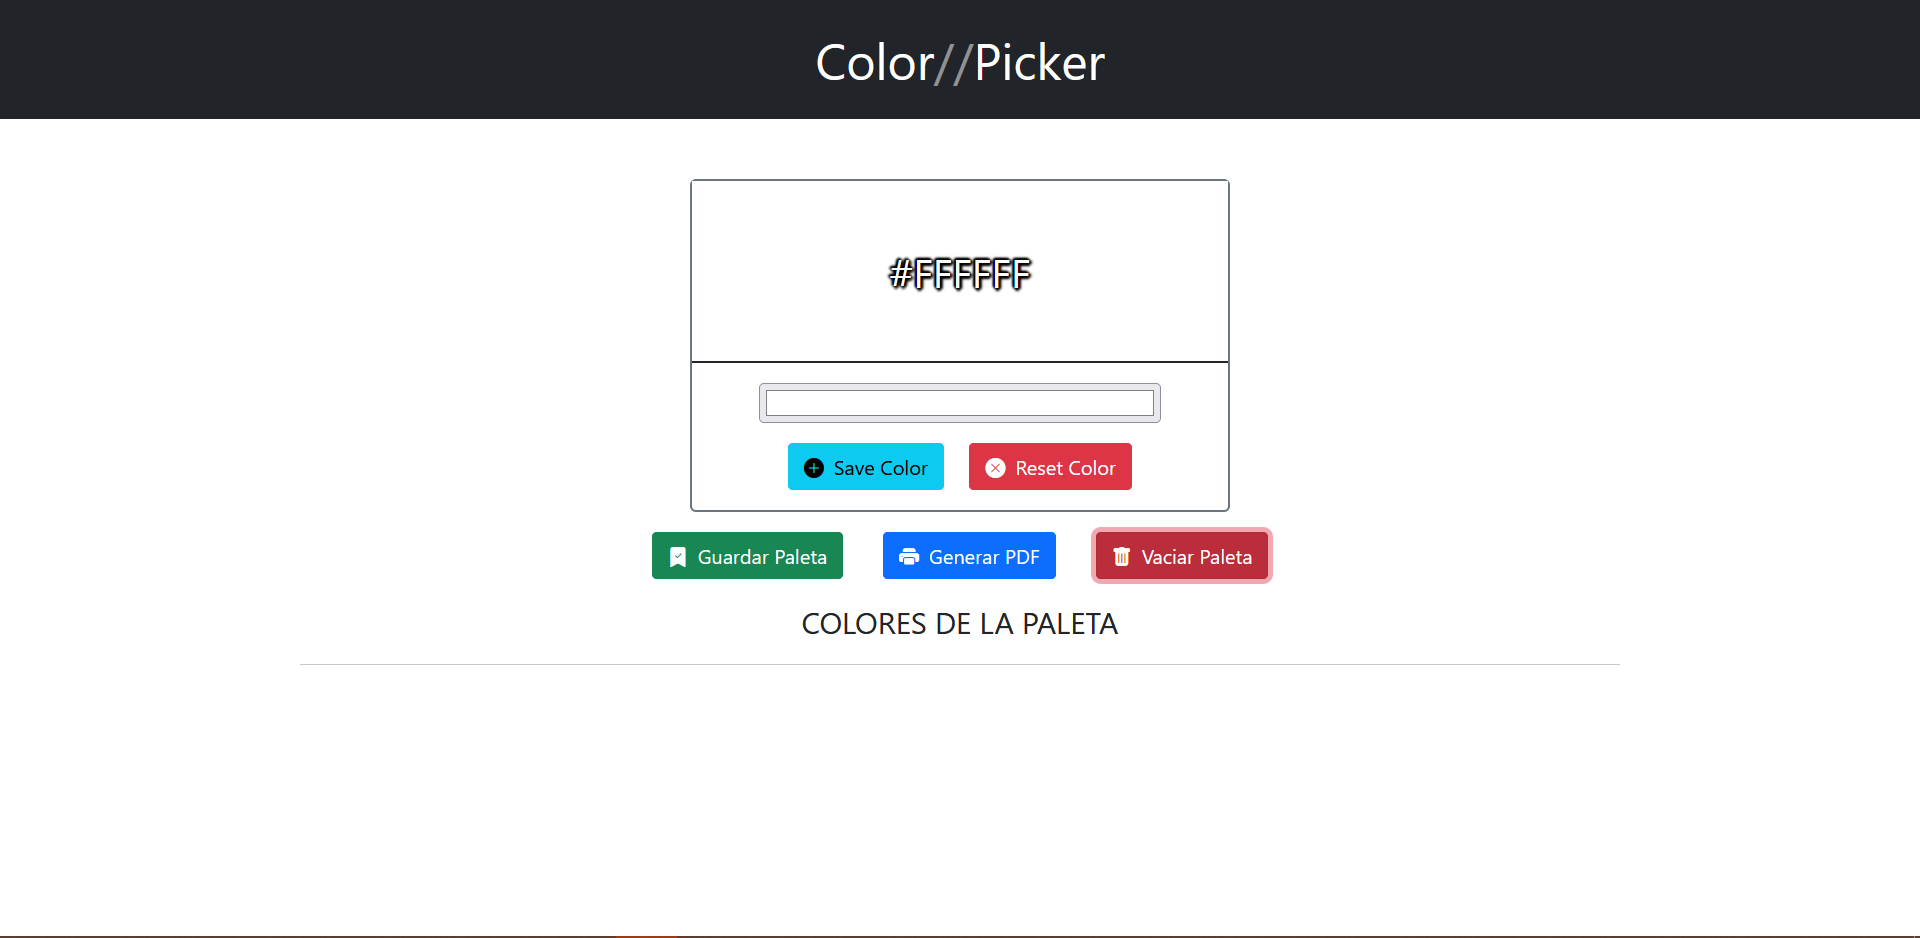 Color//Picker
#FFFFFF
Save Color Reset Color
Guardar Paleta Generar PDF Vaciar Paleta
COLORES DE LA PALETA